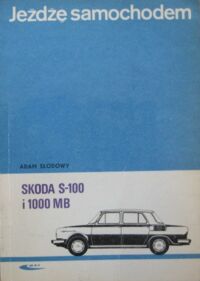 Jeżdżę samochodem
ADAM SŁODOWY
SKODA S-100
i 1000 MB